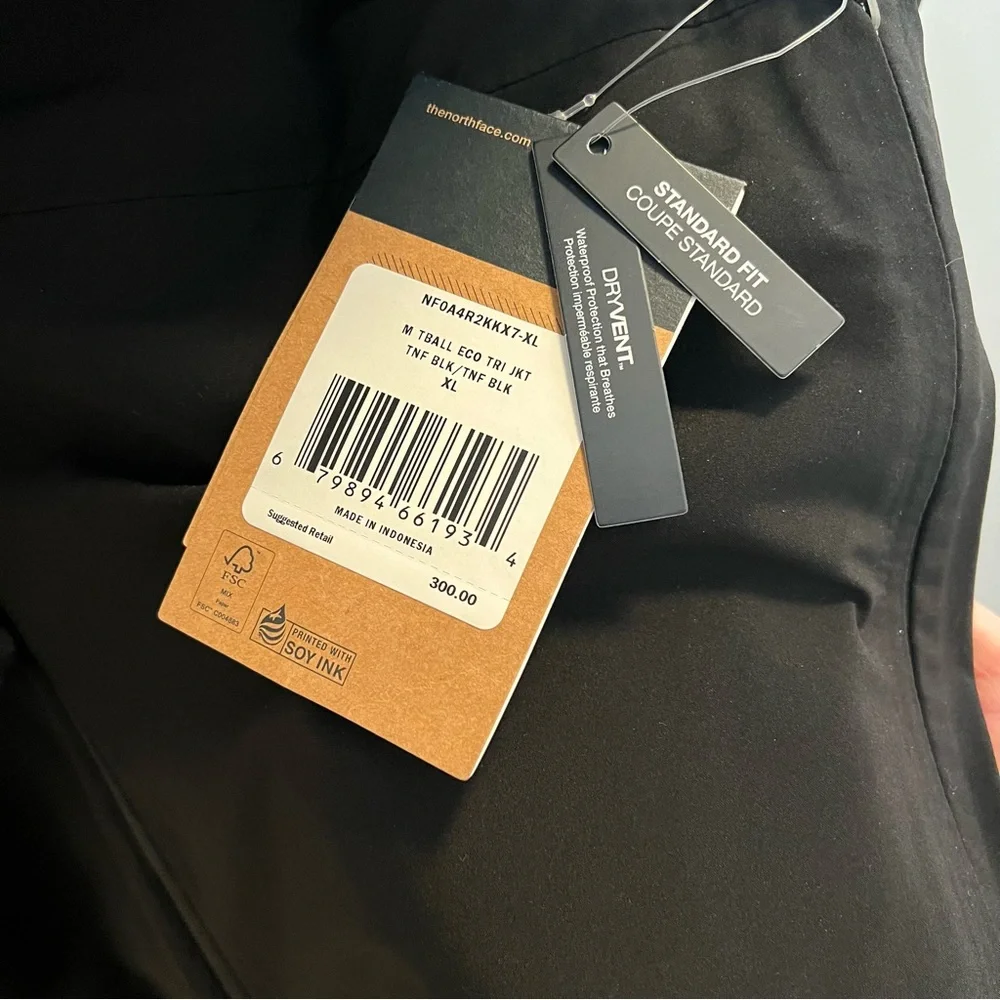 thenorthface.com
STANDARD FIT
COUPE STANDARD
DRYVENT™
Waterproof Protection that Breathes
Protection imperméable respirante
NF0A4R2KKX7-XL
M TBALL ECO TRI JKT
TNF BLK/TNF BLK
XL
6 79894 66193 4
MADE IN INDONESIA
Suggested Retail
300.00
FSC
MIX
Paper
PRINTED WITH
SOY INK